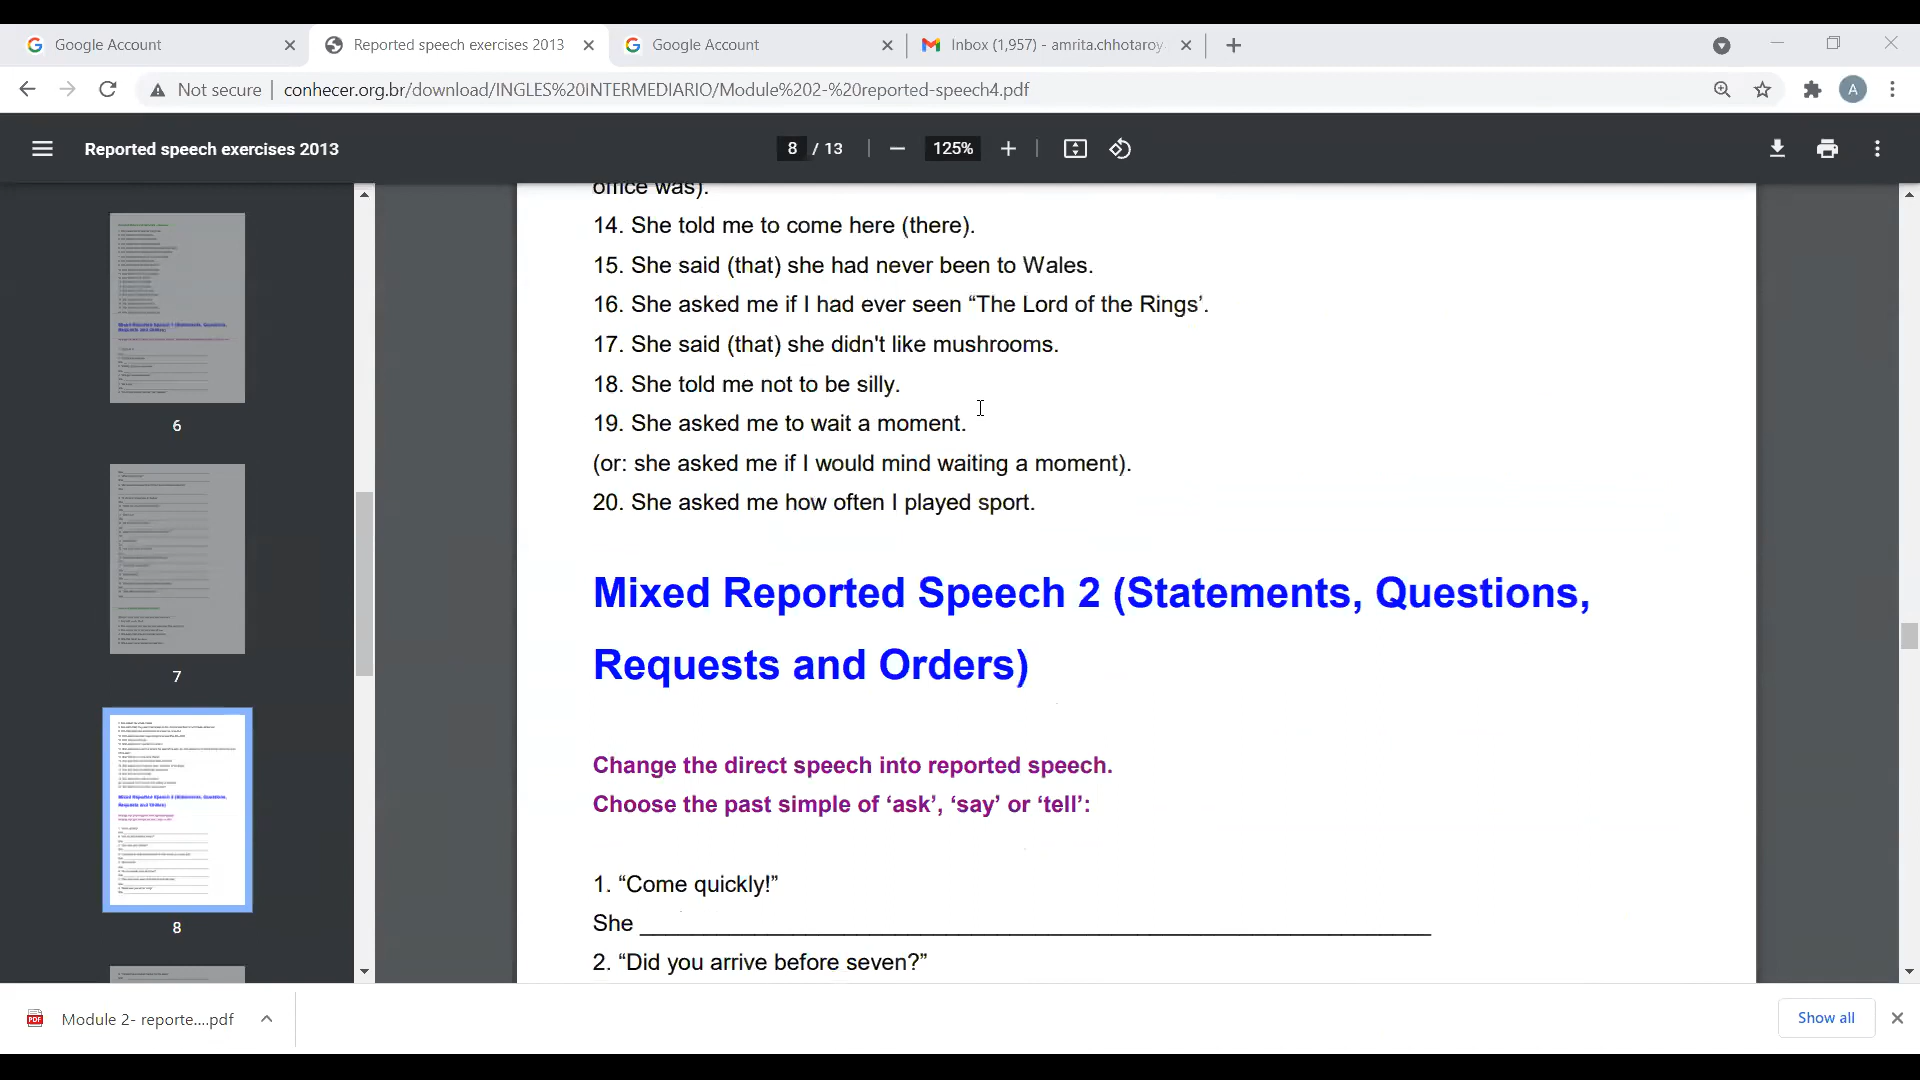 Google Account
Reported speech exercises 2013
Google Account
Inbox (1,957) - amrita.chhotaroy
Not secure
conhecer.org.br/download/INGLES%20INTERMEDIARIO/Module%202-%20reported-speech4.pdf
A
Reported speech exercises 2013
8 / 13
125%
office was).
14. She told me to come here (there).
15. She said (that) she had never been to Wales.
16. She asked me if I had ever seen “The Lord of the Rings’.
17. She said (that) she didn't like mushrooms.
18. She told me not to be silly.
19. She asked me to wait a moment.
(or: she asked me if I would mind waiting a moment).
20. She asked me how often I played sport.
Mixed Reported Speech 2 (Statements, Questions,
Requests and Orders)
Change the direct speech into reported speech.
Choose the past simple of ‘ask’, ‘say’ or ‘tell’:
1. “Come quickly!”
She ______________________________________________________________
2. “Did you arrive before seven?”
6
7
8
PDF
Module 2- reporte....pdf
Show all